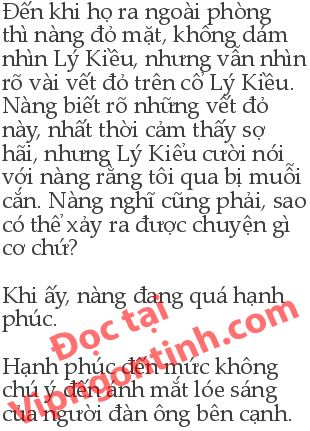 Đến khi họ ra ngoài phòng
thì nàng đỏ mặt, không dám
nhìn Lý Kiều, nhưng vẫn nhìn
rõ vài vết đỏ trên cổ Lý Kiều.
Nàng biết rõ những vết đỏ
này, nhất thời cảm thấy sợ
hãi, nhưng Lý Kiểu cười nói
với nàng rằng tôi qua bị muỗi
cắn. Nàng nghĩ cũng phải, sao
có thể xảy ra được chuyện gì
cơ chứ?
Khi ấy, nàng đang quá hạnh
phúc.
Đọc tại
Vipngontinh.com
Hạnh phúc đến mức không
chú ý đến ánh mắt lóe sáng
của người đàn ông bên cạnh.